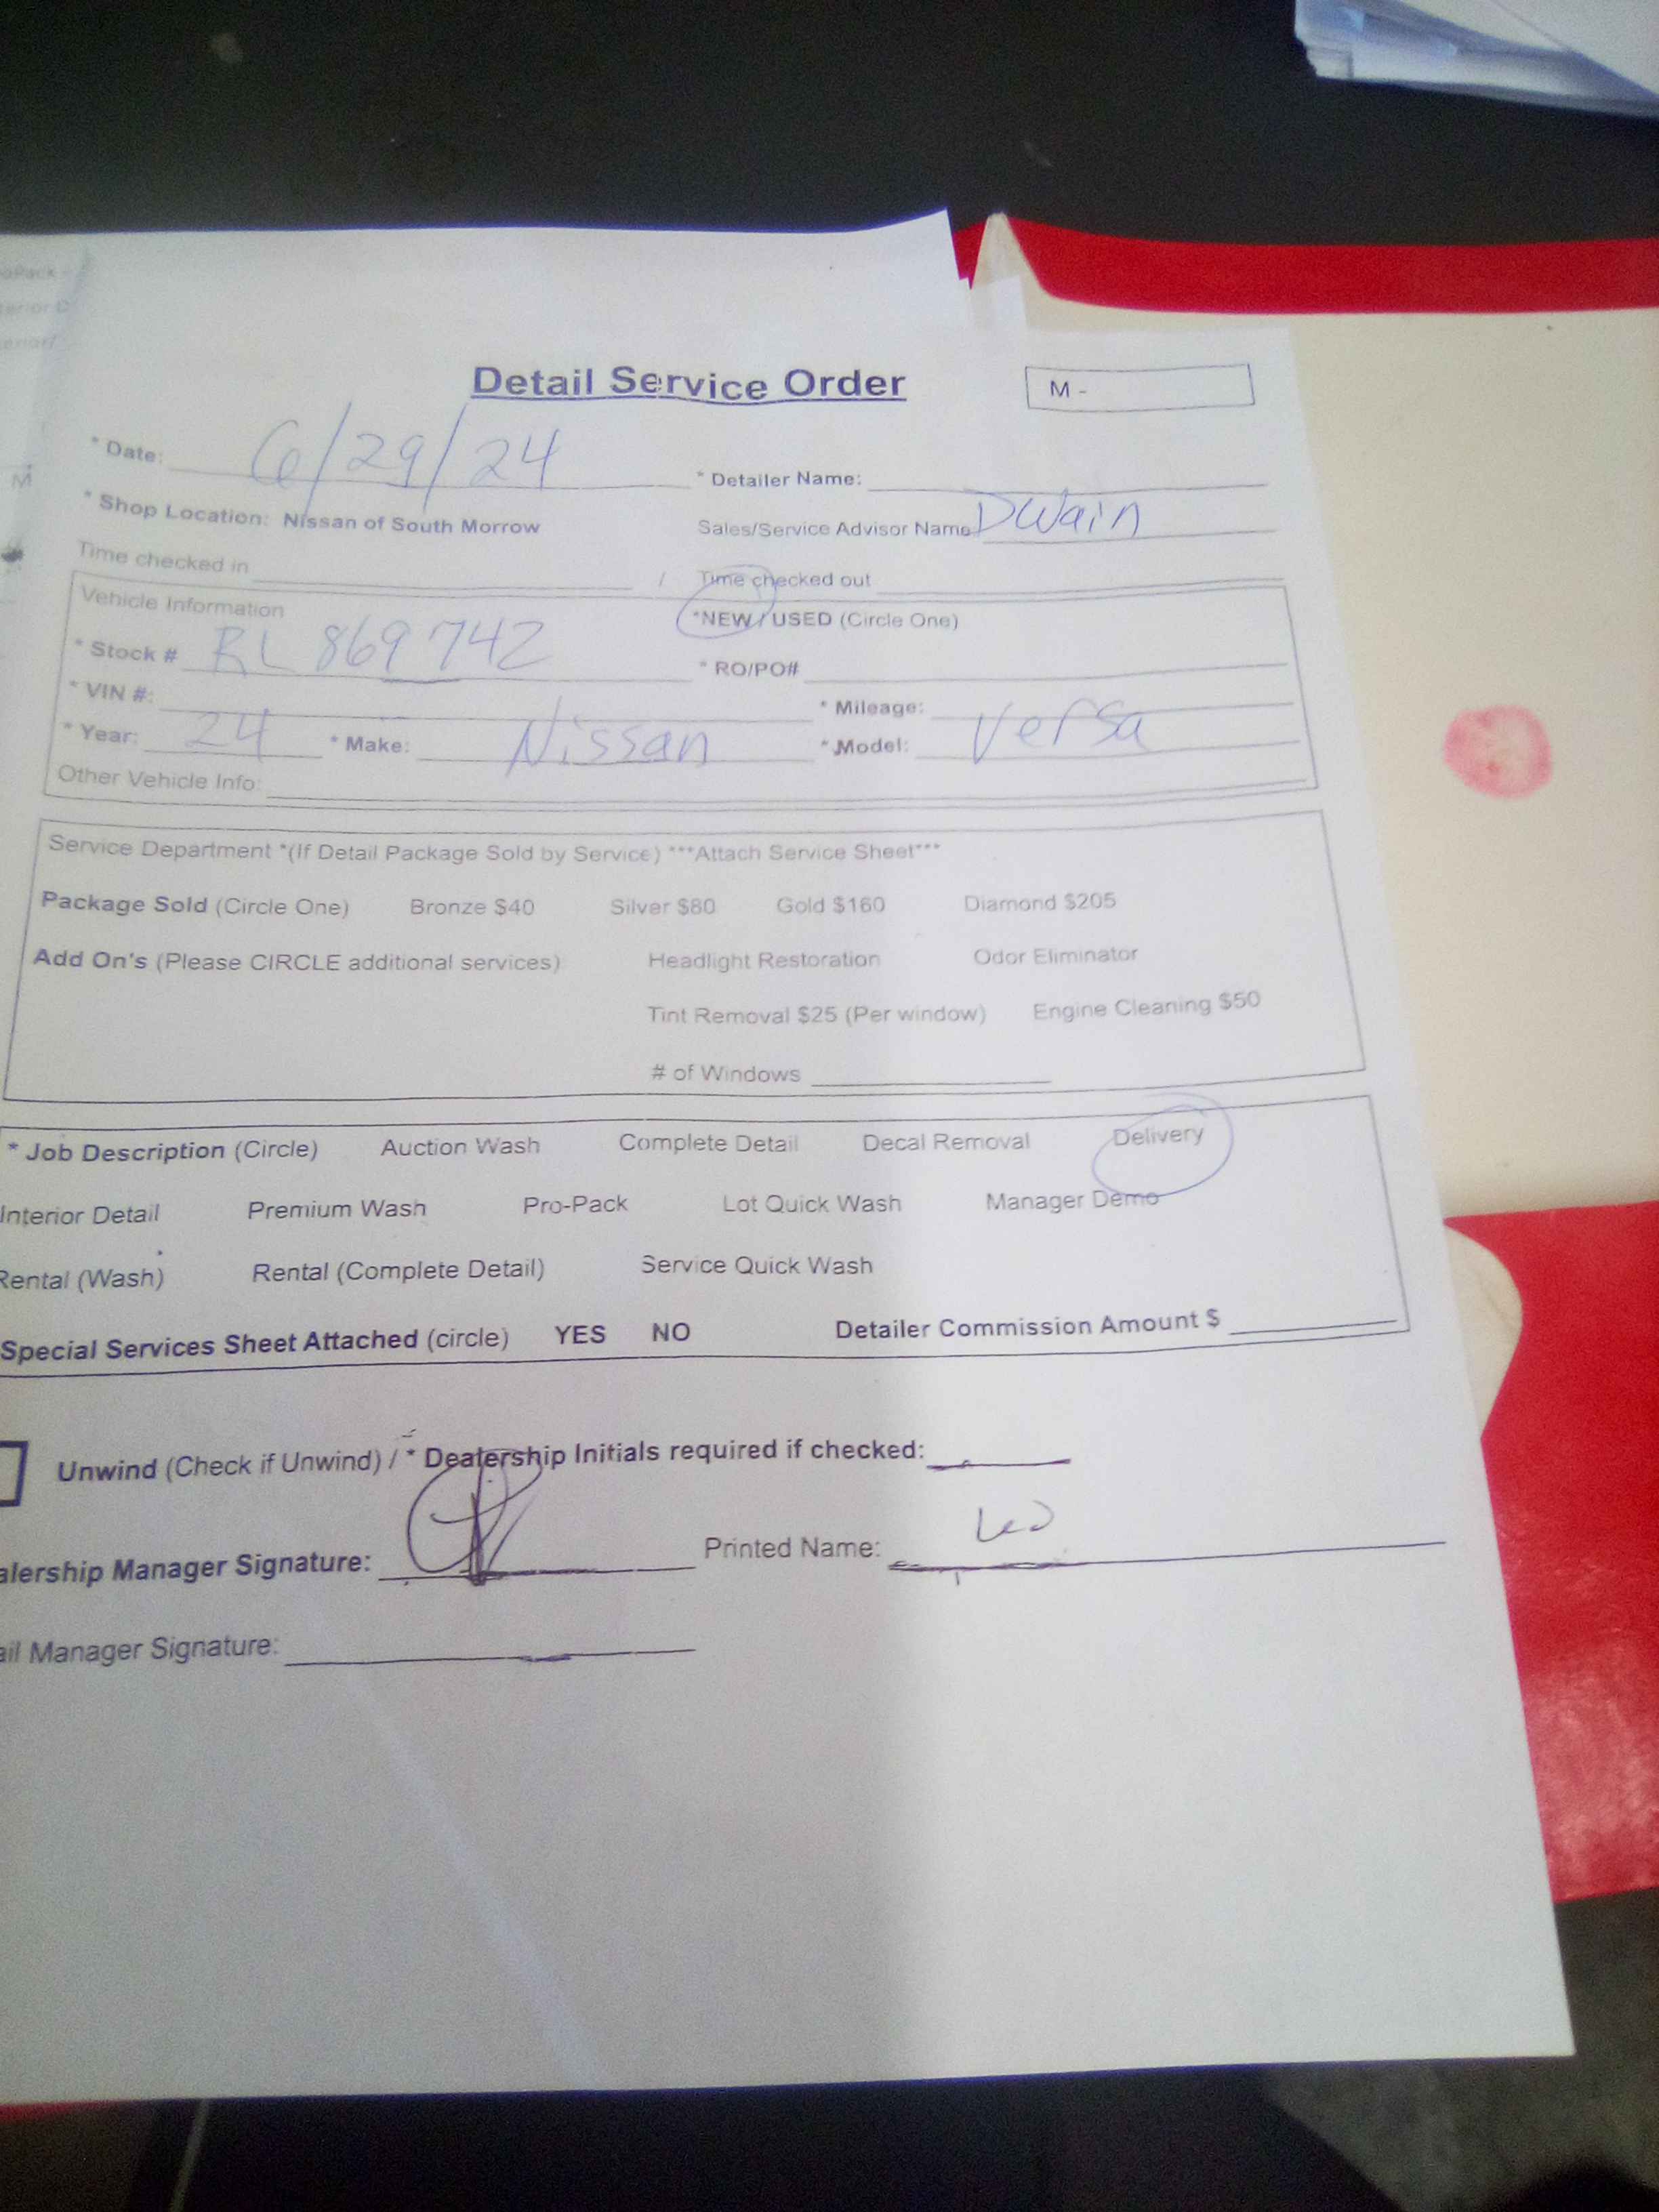 Detail Service Order
M -
* Date: 6/29/24
* Detailer Name:
* Shop Location: Nissan of South Morrow
Sales/Service Advisor Name DWain
Time checked in / Time checked out
Vehicle Information
*NEW / USED (Circle One)
* Stock # RL 869742
* RO/PO#
* VIN #:
* Mileage:
* Year: 24 * Make: Nissan * Model: Versa
Other Vehicle Info:
Service Department *(If Detail Package Sold by Service) ***Attach Service Sheet***
Package Sold (Circle One) Bronze $40 Silver $80 Gold $160 Diamond $205
Add On's (Please CIRCLE additional services) Headlight Restoration Odor Eliminator
Tint Removal $25 (Per window) Engine Cleaning $50
# of Windows
* Job Description (Circle) Auction Wash Complete Detail Decal Removal Delivery
Interior Detail Premium Wash Pro-Pack Lot Quick Wash Manager Demo
Rental (Wash) Rental (Complete Detail) Service Quick Wash
Special Services Sheet Attached (circle) YES NO Detailer Commission Amount $
Unwind (Check if Unwind) / * Dealership Initials required if checked:
alership Manager Signature: Printed Name: Leo
ail Manager Signature: